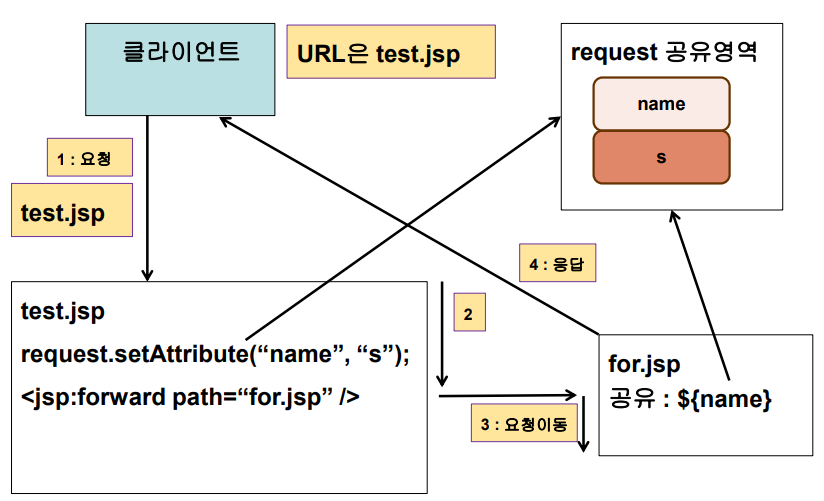 클라이언트
URL은 test.jsp
request 공유영역
name
s
1 : 요청
test.jsp
4 : 응답
test.jsp
request.setAttribute(“name”, “s”);
<jsp:forward path=“for.jsp” />
2
3 : 요청이동
for.jsp
공유 : ${name}